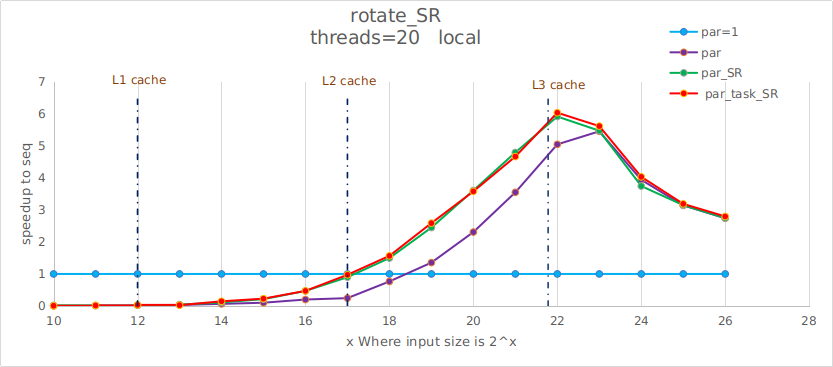 rotate_SR
threads=20 local
par=1
par
par_SR
par_task_SR
L1 cache
L2 cache
L3 cache
speedup to seq
7
6
5
4
3
2
1
0
10 12 14 16 18 20 22 24 26 28
x Where input size is 2^x